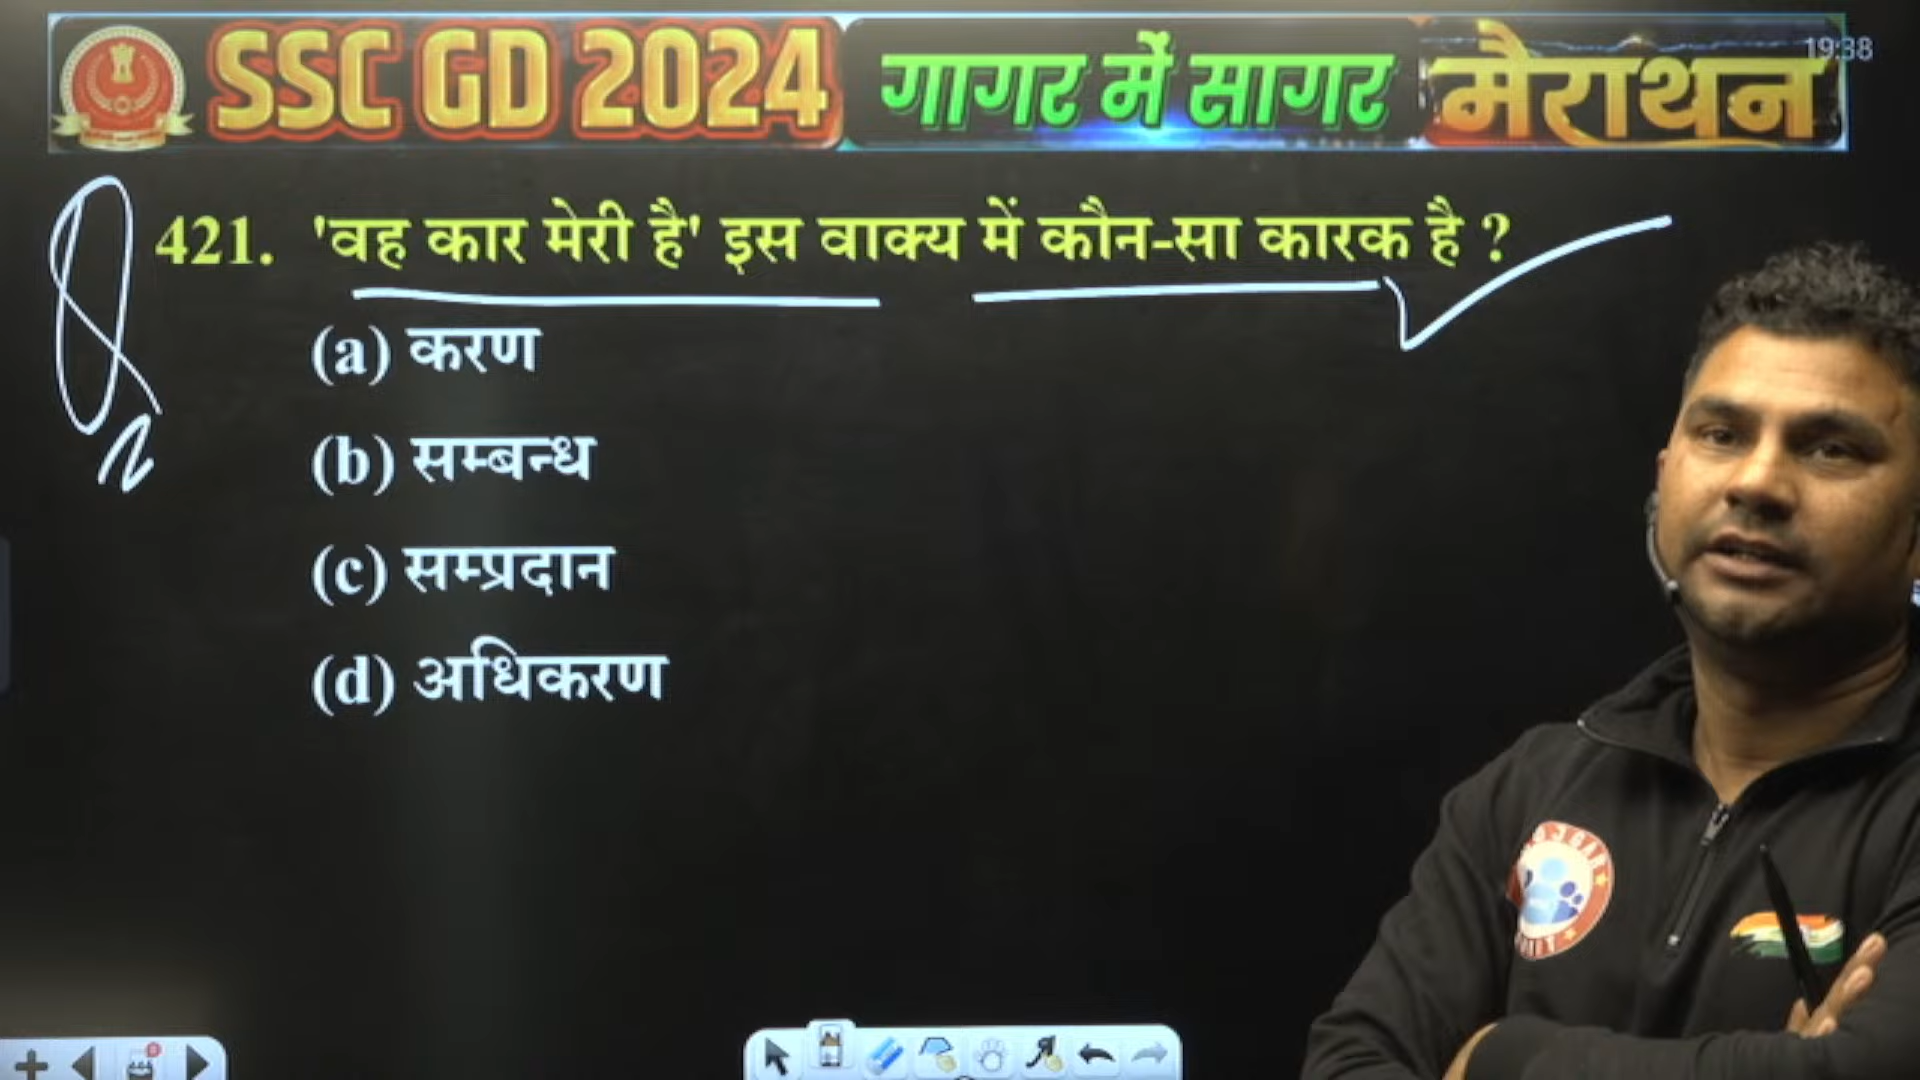 SSC GD 2024 गागर में सागर मैराथन
19:38
421. 'वह कार मेरी है' इस वाक्य में कौन-सा कारक है ?
(a) करण
(b) सम्बन्ध
(c) सम्प्रदान
(d) अधिकरण